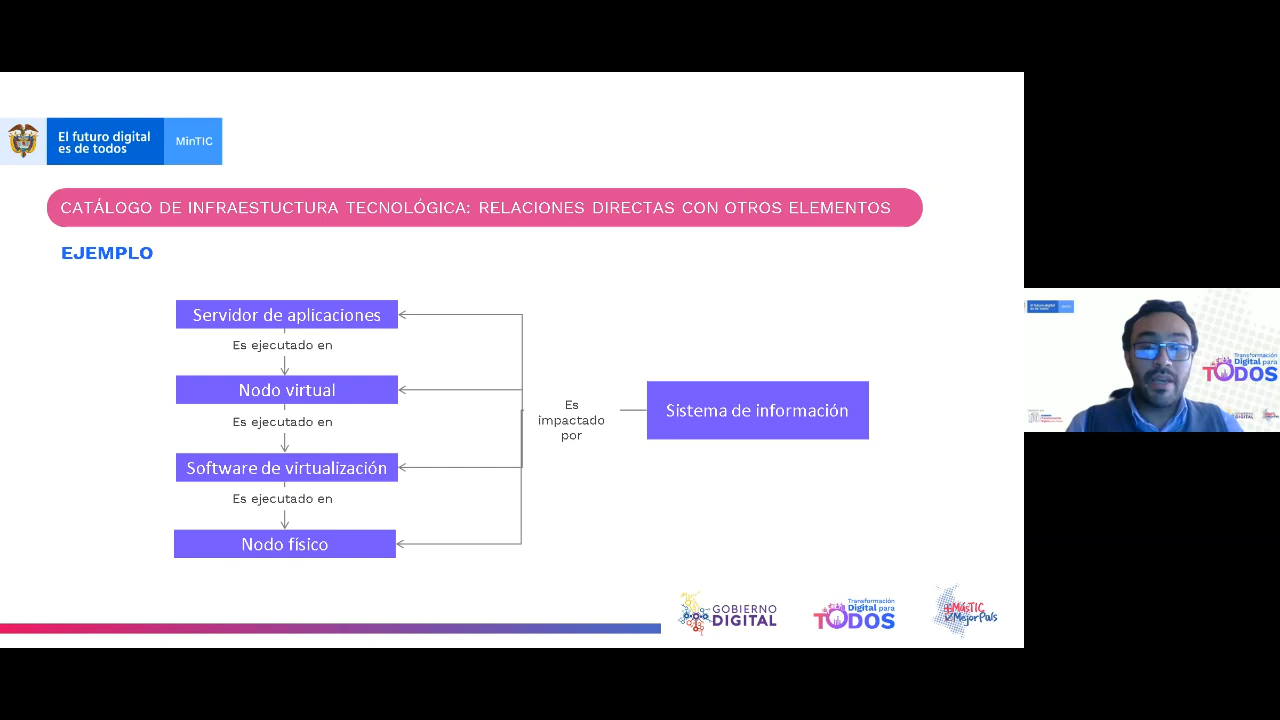 El futuro digital
es de todos
MinTIC
CATÁLOGO DE INFRAESTUCTURA TECNOLÓGICA: RELACIONES DIRECTAS CON OTROS ELEMENTOS
EJEMPLO
Servidor de aplicaciones
Es ejecutado en
Nodo virtual
Es ejecutado en
Software de virtualización
Es ejecutado en
Nodo físico
Es
impactado
por
Sistema de información
GOBIERNO
DIGITAL
Transformación
Digital para
TODOS
+MásTIC
MejorPaís
Transformación
Digital para
TODOS